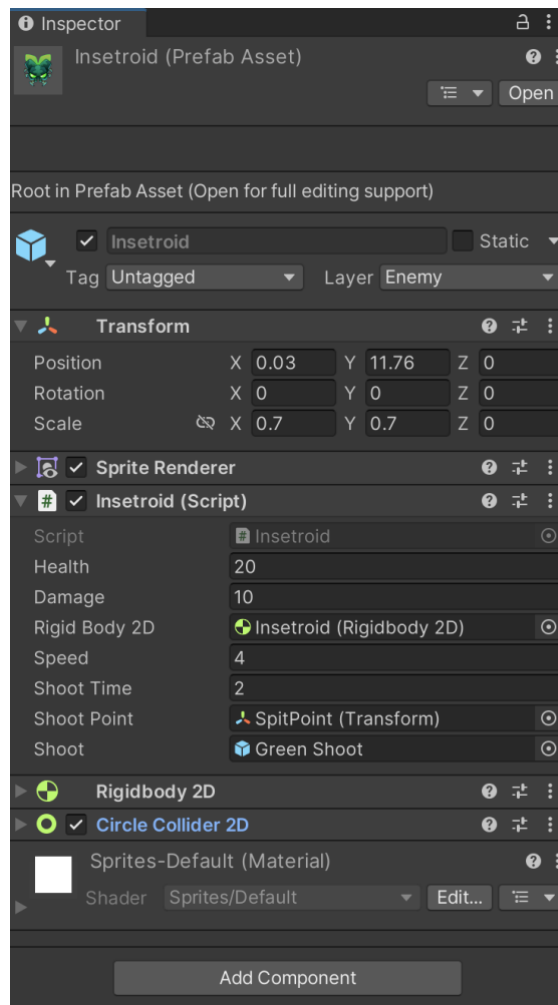 Inspector
Insetroid (Prefab Asset)
Open
Root in Prefab Asset (Open for full editing support)
Insetroid Static
Tag Untagged Layer Enemy
Transform
Position X 0.03 Y 11.76 Z 0
Rotation X 0 Y 0 Z 0
Scale X 0.7 Y 0.7 Z 0
Sprite Renderer
# Insetroid (Script)
Script # Insetroid
Health 20
Damage 10
Rigid Body 2D Insetroid (Rigidbody 2D)
Speed 4
Shoot Time 2
Shoot Point SpitPoint (Transform)
Shoot Green Shoot
Rigidbody 2D
Circle Collider 2D
Sprites-Default (Material)
Shader Sprites/Default Edit...
Add Component